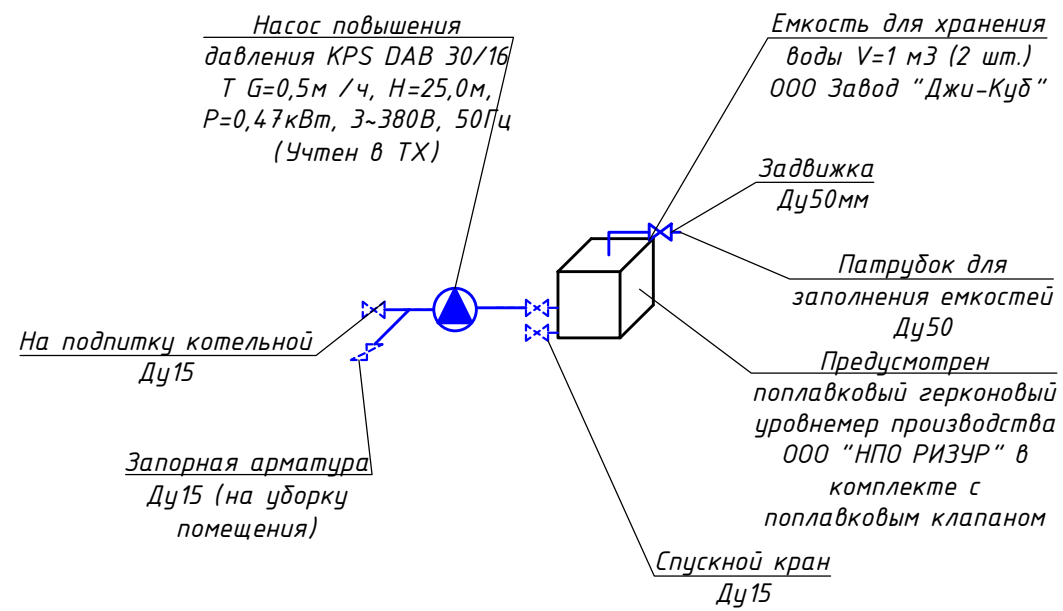 Насос повышения
давления KPS DAB 30/16
Т G=0,5м /ч, Н=25,0м,
Р=0,47кВт, 3~380В, 50Гц
(Учтен в ТХ)
Емкость для хранения
воды V=1 м3 (2 шт.)
ООО Завод "Джи-Куб"
Задвижка
Ду50мм
Патрубок для
заполнения емкостей
Ду50
На подпитку котельной
Ду15
Предусмотрен
поплавковый герконовый
уровнемер производства
ООО "НПО РИЗУР" в
комплекте с
поплавковым клапаном
Запорная арматура
Ду15 (на уборку
помещения)
Спускной кран
Ду15